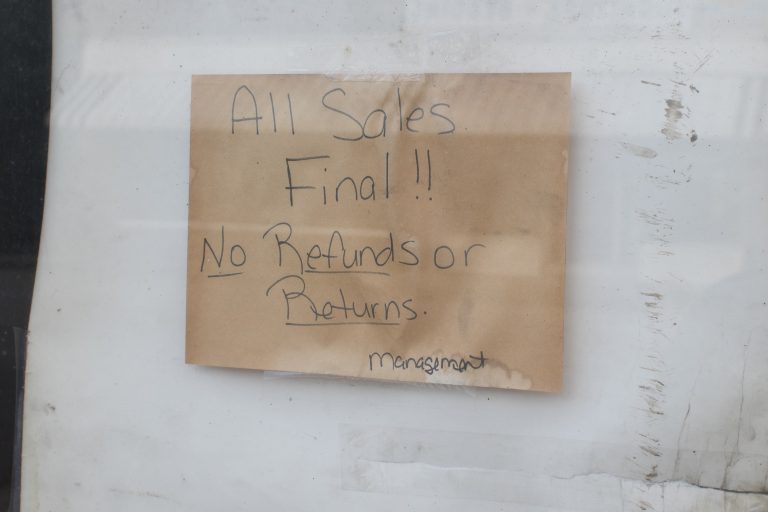 All Sales
Final!!
No Refunds or
Returns.
Management